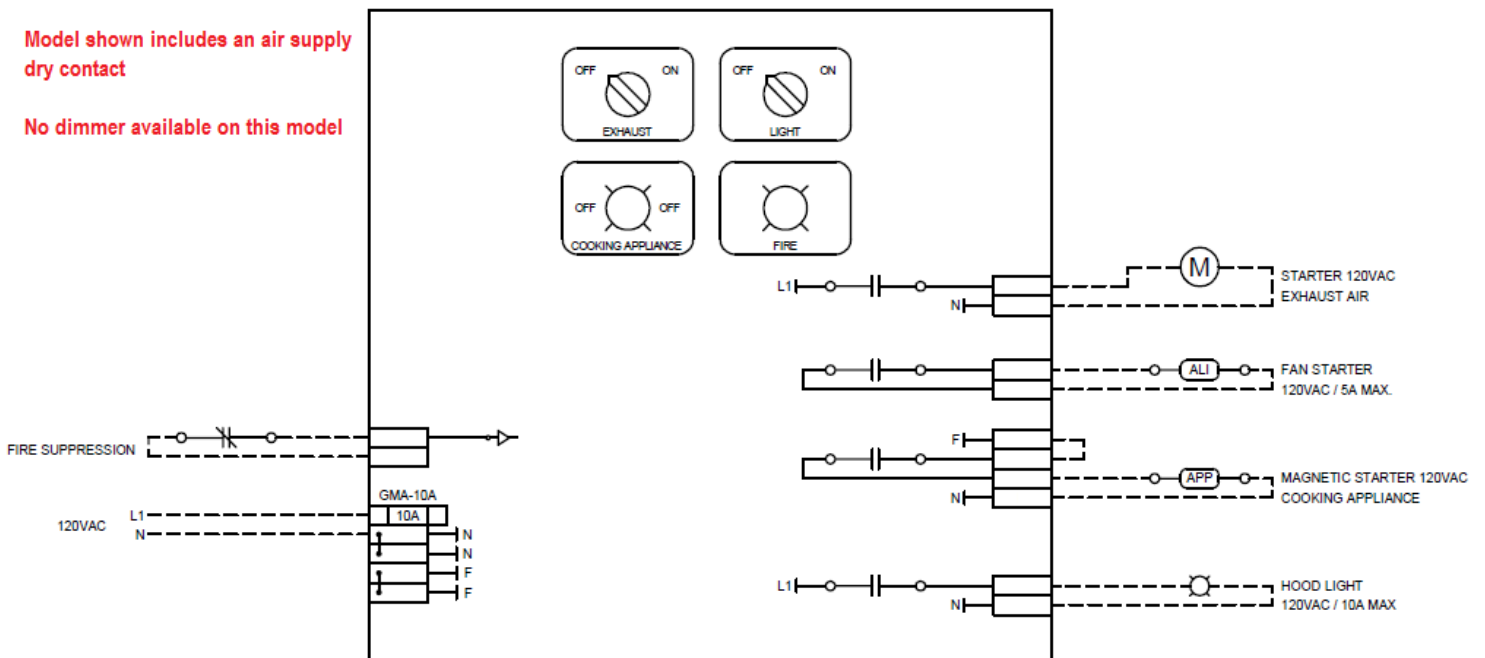 Model shown includes an air supply
dry contact
No dimmer available on this model
OFF ON
EXHAUST
OFF ON
LIGHT
OFF OFF
COOKING APPLIANCE
FIRE
L1
N
M
STARTER 120VAC
EXHAUST AIR
ALI
FAN STARTER
120VAC / 5A MAX.
FIRE SUPPRESSION
F
N
APP
MAGNETIC STARTER 120VAC
COOKING APPLIANCE
GMA-10A
10A
120VAC
L1
N
N
N
F
F
L1
N
HOOD LIGHT
120VAC / 10A MAX